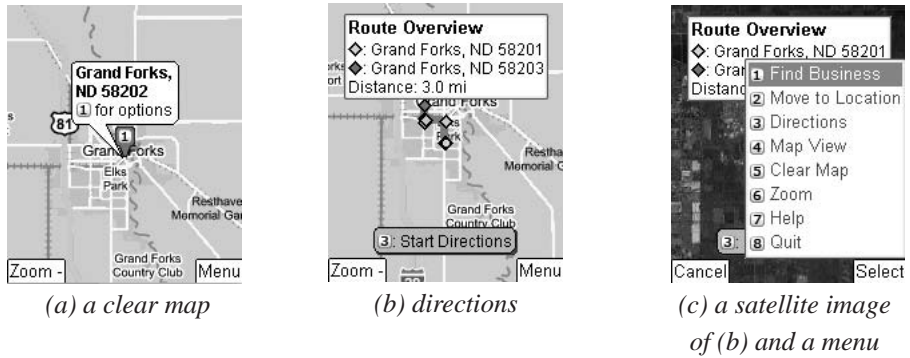 Grand Forks,
ND 58202
1 for options
81
1
Grand Forks
Elks
Park
Resthave
Memorial Gar
Grand Forks
Country Club
Zoom -
Menu
(a) a clear map
Route Overview
: Grand Forks, ND 58201
: Grand Forks, ND 58203
Distance: 3.0 mi
Grand Forks
Park
Restha
Memorial G
Grand Forks
Country Club
3: Start Directions
Zoom -
Menu
(b) directions
Route Overview
: Grand Forks, ND 58201
: Gran
Distanc
1 Find Business
2 Move to Location
3 Directions
4 Map View
5 Clear Map
6 Zoom
7 Help
8 Quit
3:
Cancel
Select
(c) a satellite image
of (b) and a menu